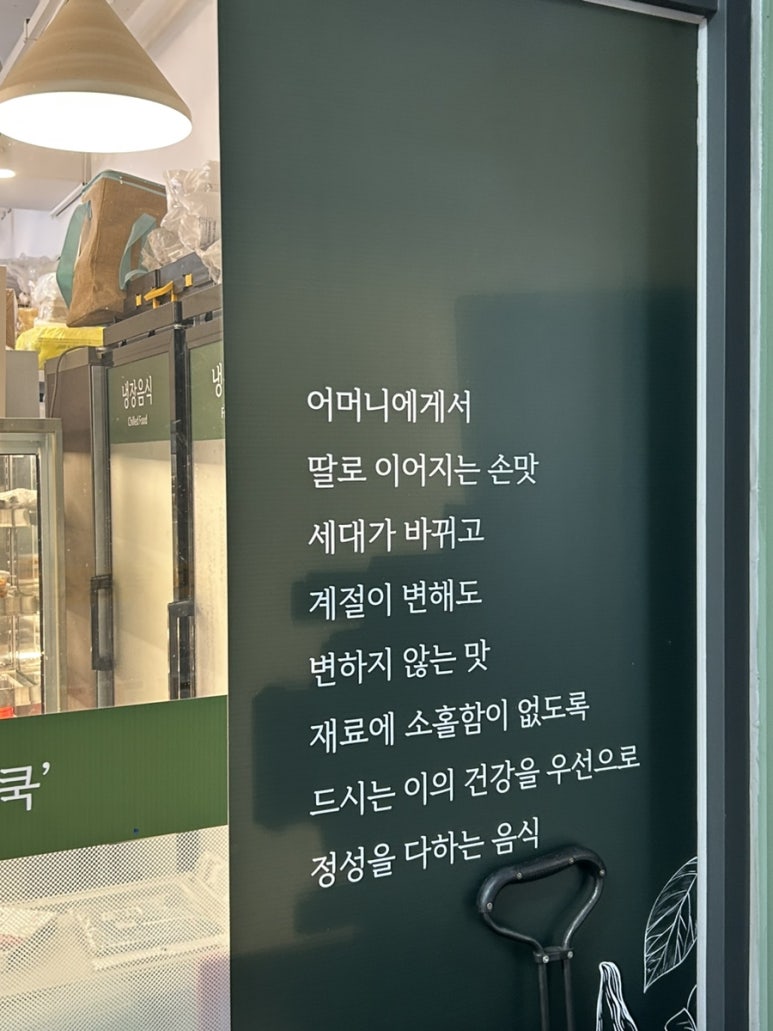 냉장음식
Chilled Food
냉
F
쿡’
어머니에게서
딸로 이어지는 손맛
세대가 바뀌고
계절이 변해도
변하지 않는 맛
재료에 소홀함이 없도록
드시는 이의 건강을 우선으로
정성을 다하는 음식